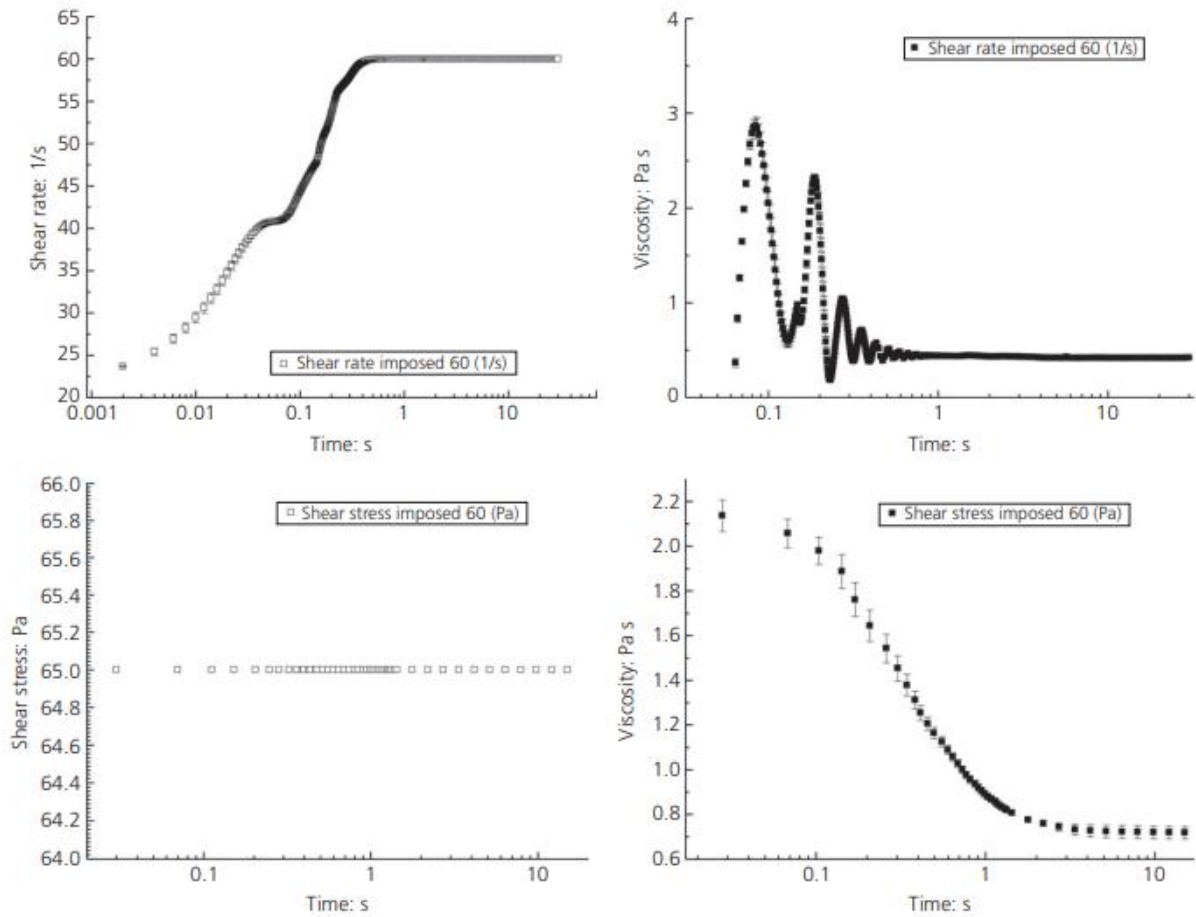 65
60
55
50
45
40
35
30
25
20
Shear rate: 1/s
Shear rate imposed 60 (1/s)
0.001 0.01 0.1 1 10
Time: s
4
3
2
1
0
Viscosity: Pa s
Shear rate imposed 60 (1/s)
0.1 1 10
Time: s
66.0
65.8
65.6
65.4
65.2
65.0
64.8
64.6
64.4
64.2
64.0
Shear stress: Pa
Shear stress imposed 60 (Pa)
0.1 1 10
Time: s
2.2
2.0
1.8
1.6
1.4
1.2
1.0
0.8
0.6
Viscosity: Pa s
Shear stress imposed 60 (Pa)
0.1 1 10
Time: s